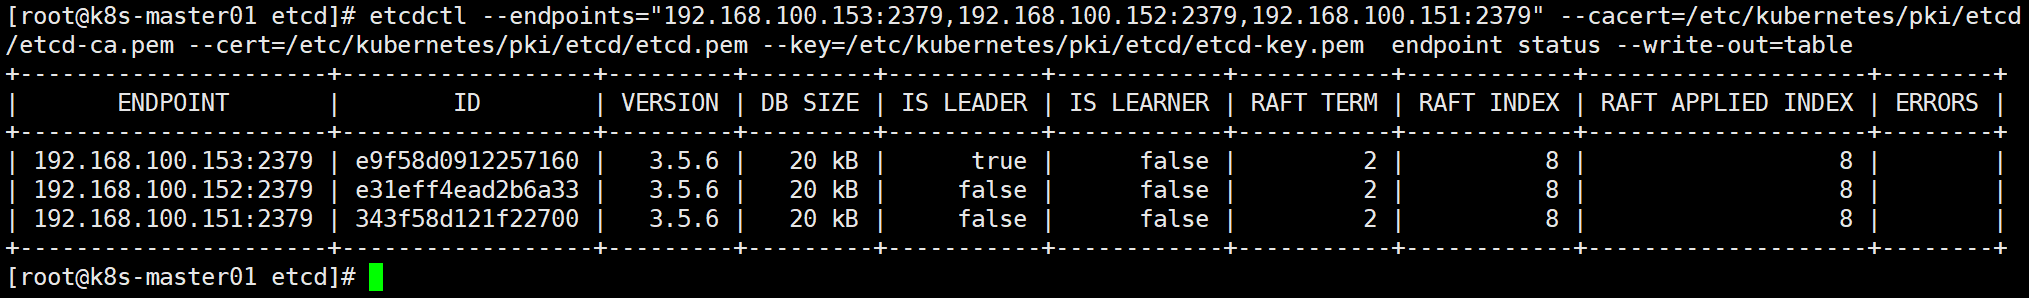 [root@k8s-master01 etcd]# etcdctl --endpoints="192.168.100.153:2379,192.168.100.152:2379,192.168.100.151:2379" --cacert=/etc/kubernetes/pki/etcd
/etcd-ca.pem --cert=/etc/kubernetes/pki/etcd/etcd.pem --key=/etc/kubernetes/pki/etcd/etcd-key.pem  endpoint status --write-out=table
+----------------------+------------------+---------+---------+-----------+------------+-----------+------------+--------------------+--------+
|       ENDPOINT       |        ID        | VERSION | DB SIZE | IS LEADER | IS LEARNER | RAFT TERM | RAFT INDEX | RAFT APPLIED INDEX | ERRORS |
+----------------------+------------------+---------+---------+-----------+------------+-----------+------------+--------------------+--------+
| 192.168.100.153:2379 | e9f58d0912257160 |   3.5.6 |   20 kB |      true |      false |         2 |          8 |                  8 |        |
| 192.168.100.152:2379 | e31eff4ead2b6a33 |   3.5.6 |   20 kB |     false |      false |         2 |          8 |                  8 |        |
| 192.168.100.151:2379 | 343f58d121f22700 |   3.5.6 |   20 kB |     false |      false |         2 |          8 |                  8 |        |
+----------------------+------------------+---------+---------+-----------+------------+-----------+------------+--------------------+--------+
[root@k8s-master01 etcd]#